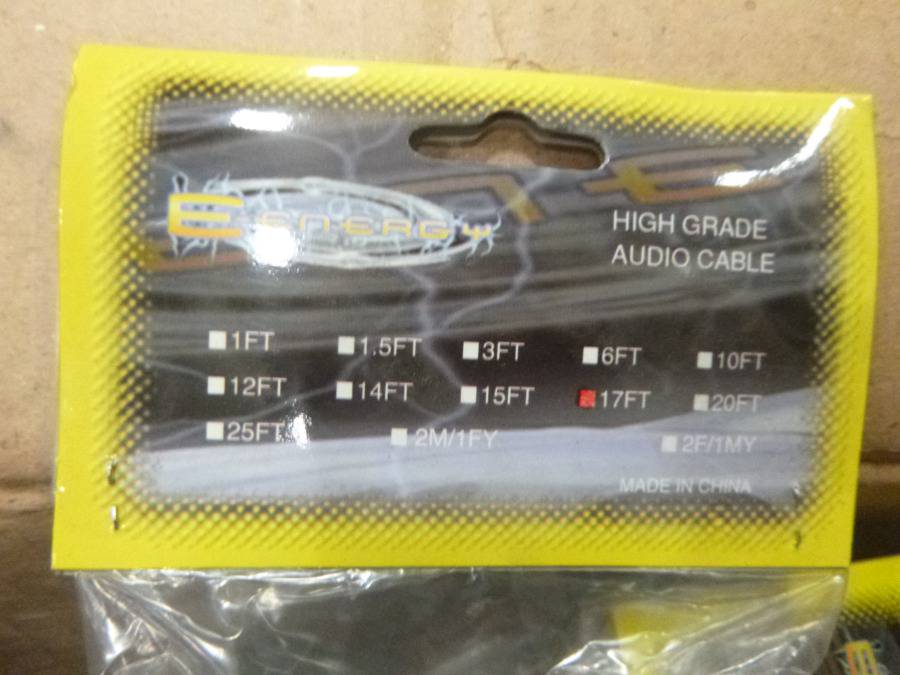 E ENERGY
HIGH GRADE
AUDIO CABLE
1FT 1.5FT 3FT 6FT 10FT
12FT 14FT 15FT 17FT 20FT
25FT 2M/1FY 2F/1MY
MADE IN CHINA
E